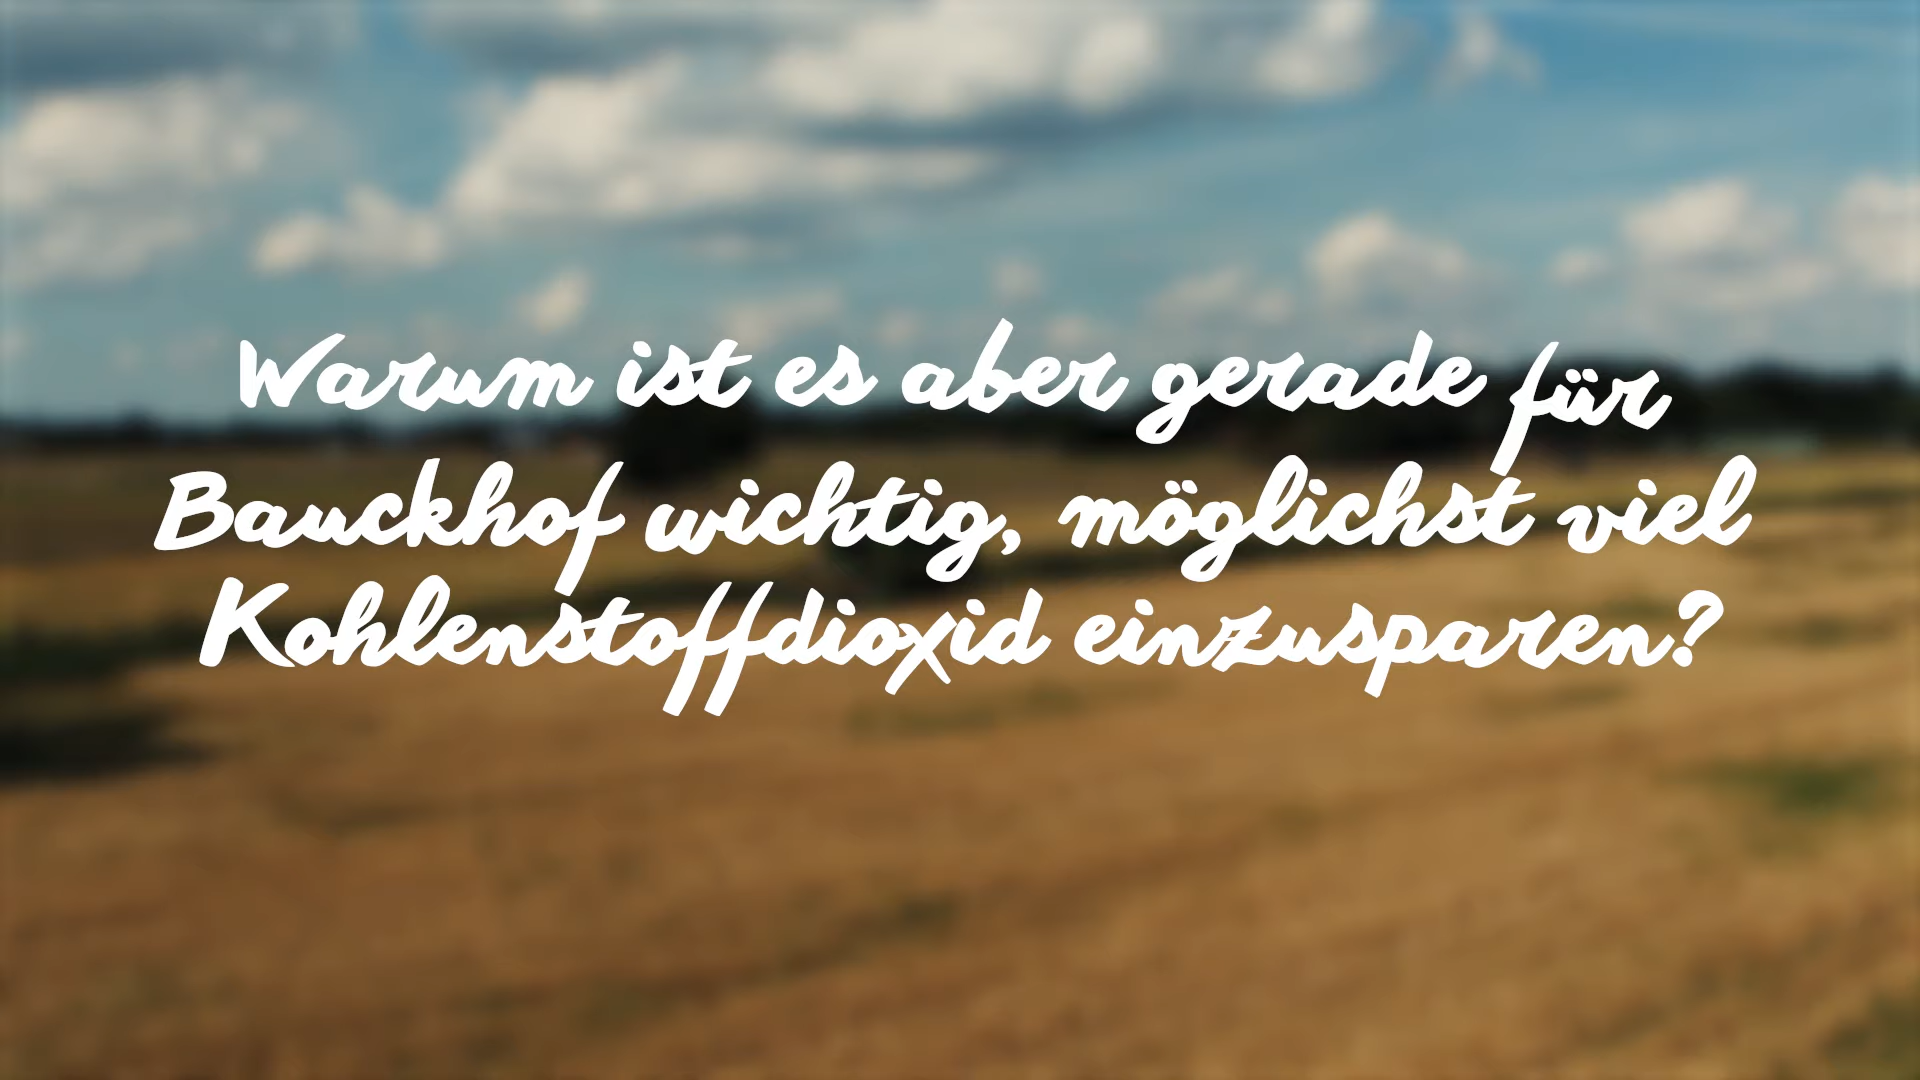 Warum ist es aber gerade für
Bauckhof wichtig, möglichst viel
Kohlenstoffdioxid einzusparen?